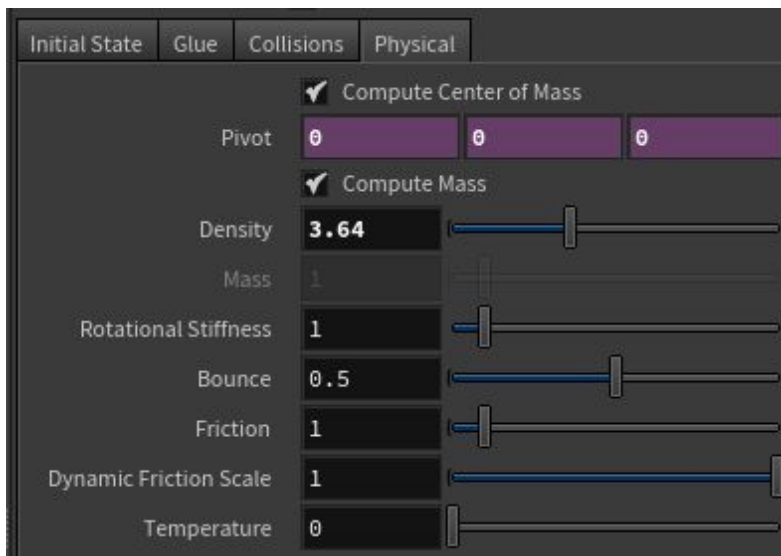 Initial State Glue Collisions Physical
Compute Center of Mass
Pivot 0 0 0
Compute Mass
Density 3.64
Mass 1
Rotational Stiffness 1
Bounce 0.5
Friction 1
Dynamic Friction Scale 1
Temperature 0